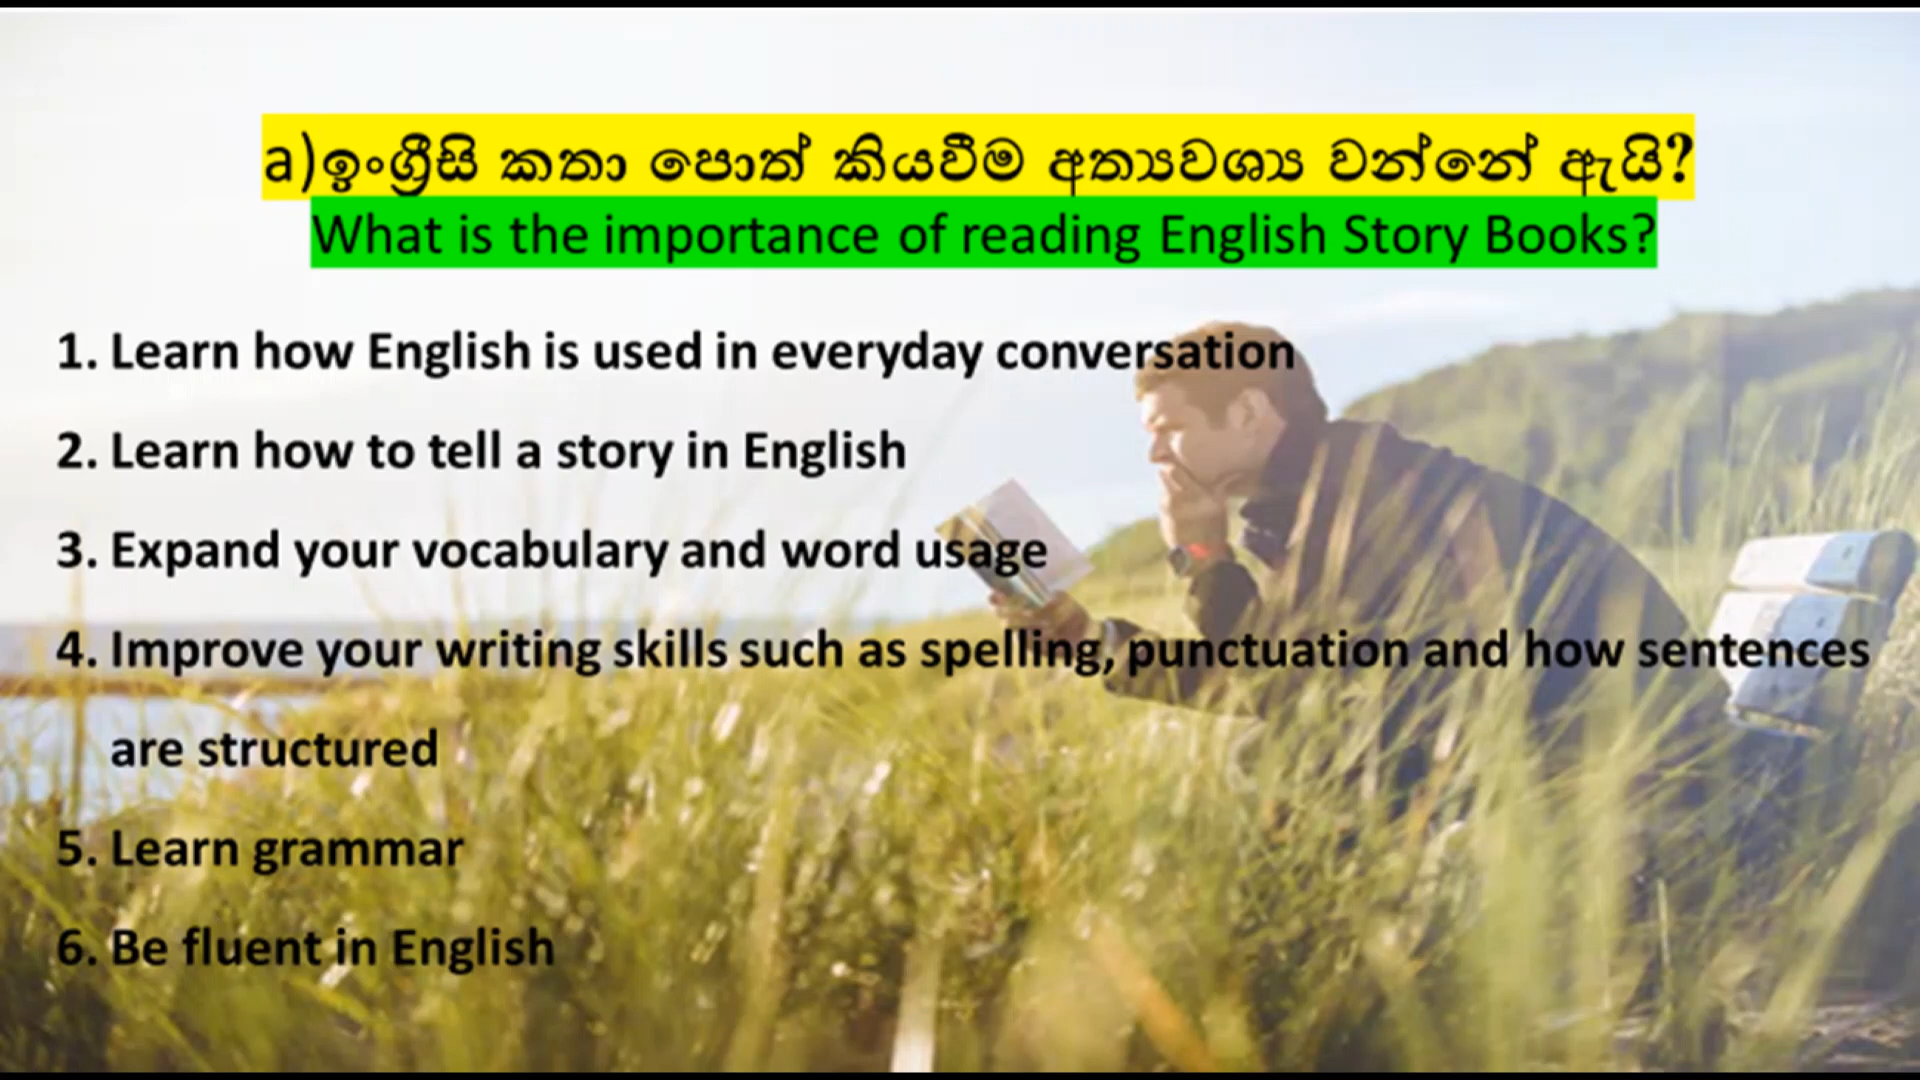 a)ඉංග්‍රීසි කතා පොත් කියවීම අත්‍යවශ්‍ය වන්නේ ඇයි?
What is the importance of reading English Story Books?
1. Learn how English is used in everyday conversation
2. Learn how to tell a story in English
3. Expand your vocabulary and word usage
4. Improve your writing skills such as spelling, punctuation and how sentences
are structured
5. Learn grammar
6. Be fluent in English